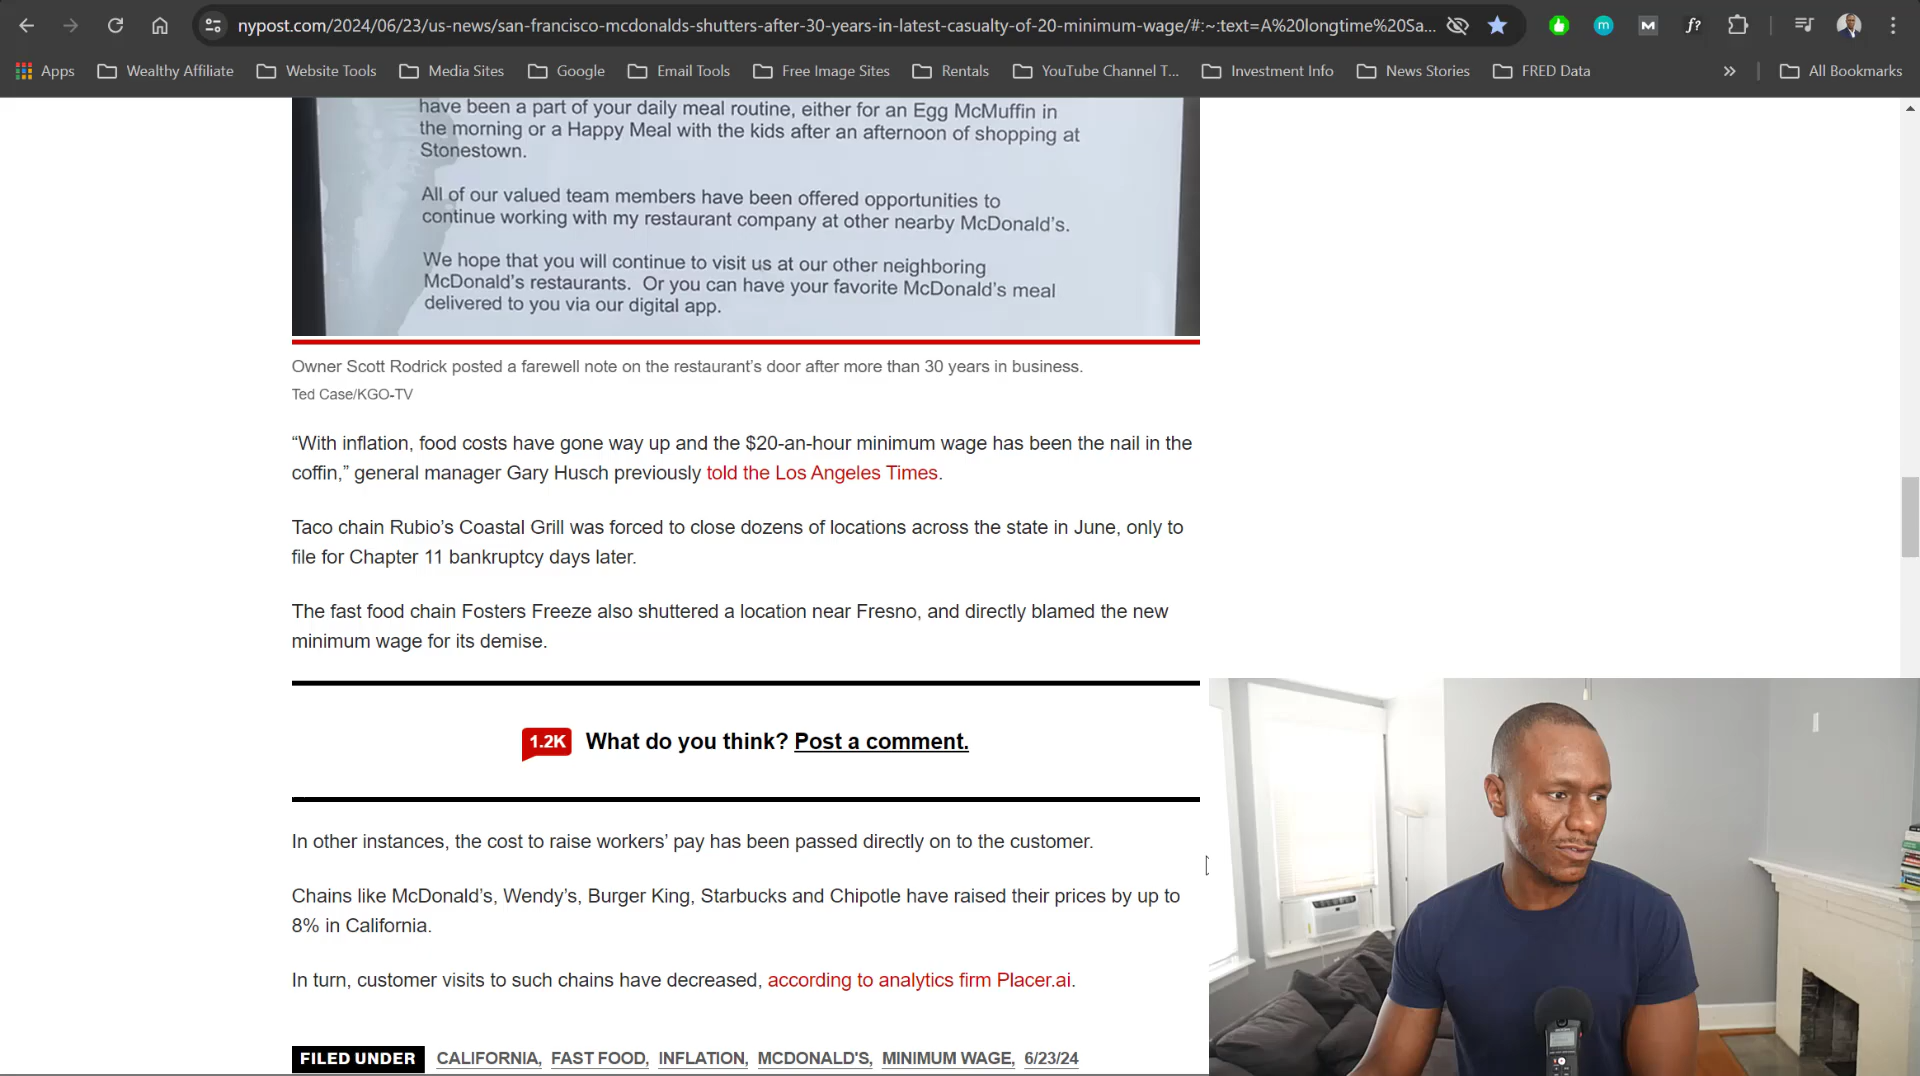 nypost.com/2024/06/23/us-news/san-francisco-mcdonalds-shutters-after-30-years-in-latest-casualty-of-20-minimum-wage/#:~:text=A%20longtime%20Sa...
Apps
Wealthy Affiliate
Website Tools
Media Sites
Google
Email Tools
Free Image Sites
Rentals
YouTube Channel T...
Investment Info
News Stories
FRED Data
»
All Bookmarks
have been a part of your daily meal routine, either for an Egg McMuffin in
the morning or a Happy Meal with the kids after an afternoon of shopping at
Stonestown.
All of our valued team members have been offered opportunities to
continue working with my restaurant company at other nearby McDonald's.
We hope that you will continue to visit us at our other neighboring
McDonald's restaurants. Or you can have your favorite McDonald's meal
delivered to you via our digital app.
Owner Scott Rodrick posted a farewell note on the restaurant's door after more than 30 years in business.
Ted Case/KGO-TV
“With inflation, food costs have gone way up and the $20-an-hour minimum wage has been the nail in the
coffin,” general manager Gary Husch previously told the Los Angeles Times.
Taco chain Rubio’s Coastal Grill was forced to close dozens of locations across the state in June, only to
file for Chapter 11 bankruptcy days later.
The fast food chain Fosters Freeze also shuttered a location near Fresno, and directly blamed the new
minimum wage for its demise.
1.2K What do you think? Post a comment.
In other instances, the cost to raise workers’ pay has been passed directly on to the customer.
Chains like McDonald’s, Wendy’s, Burger King, Starbucks and Chipotle have raised their prices by up to
8% in California.
In turn, customer visits to such chains have decreased, according to analytics firm Placer.ai.
FILED UNDER CALIFORNIA, FAST FOOD, INFLATION, MCDONALD'S, MINIMUM WAGE, 6/23/24